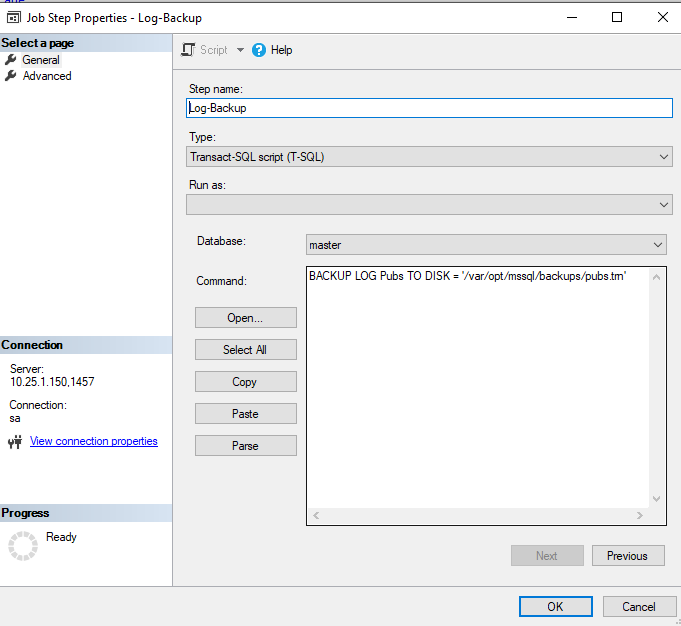 Job Step Properties - Log-Backup
Select a page
General
Advanced
Script
Help
Step name:
Log-Backup
Type:
Transact-SQL script (T-SQL)
Run as:
Database:
master
Command:
BACKUP LOG Pubs TO DISK = '/var/opt/mssql/backups/pubs.trn'
Open...
Select All
Copy
Paste
Parse
Connection
Server:
10.25.1.150,1457
Connection:
sa
View connection properties
Progress
Ready
Next
Previous
OK
Cancel